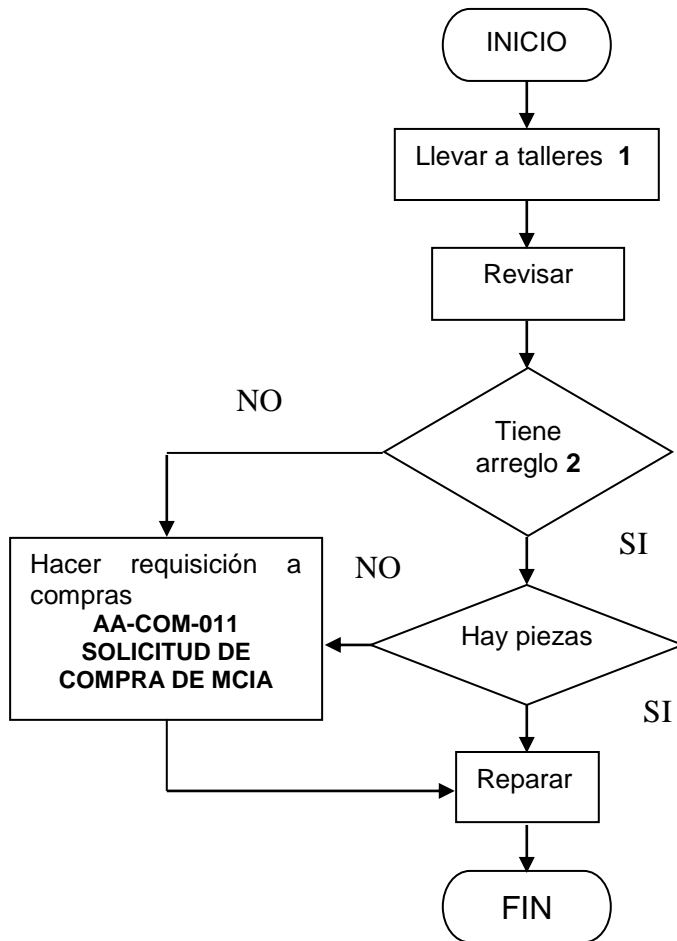 INICIO
Llevar a talleres 1
Revisar
NO
Tiene
arreglo 2
SI
Hacer requisición a
compras
AA-COM-011
SOLICITUD DE
COMPRA DE MCIA
NO
Hay piezas
SI
Reparar
FIN